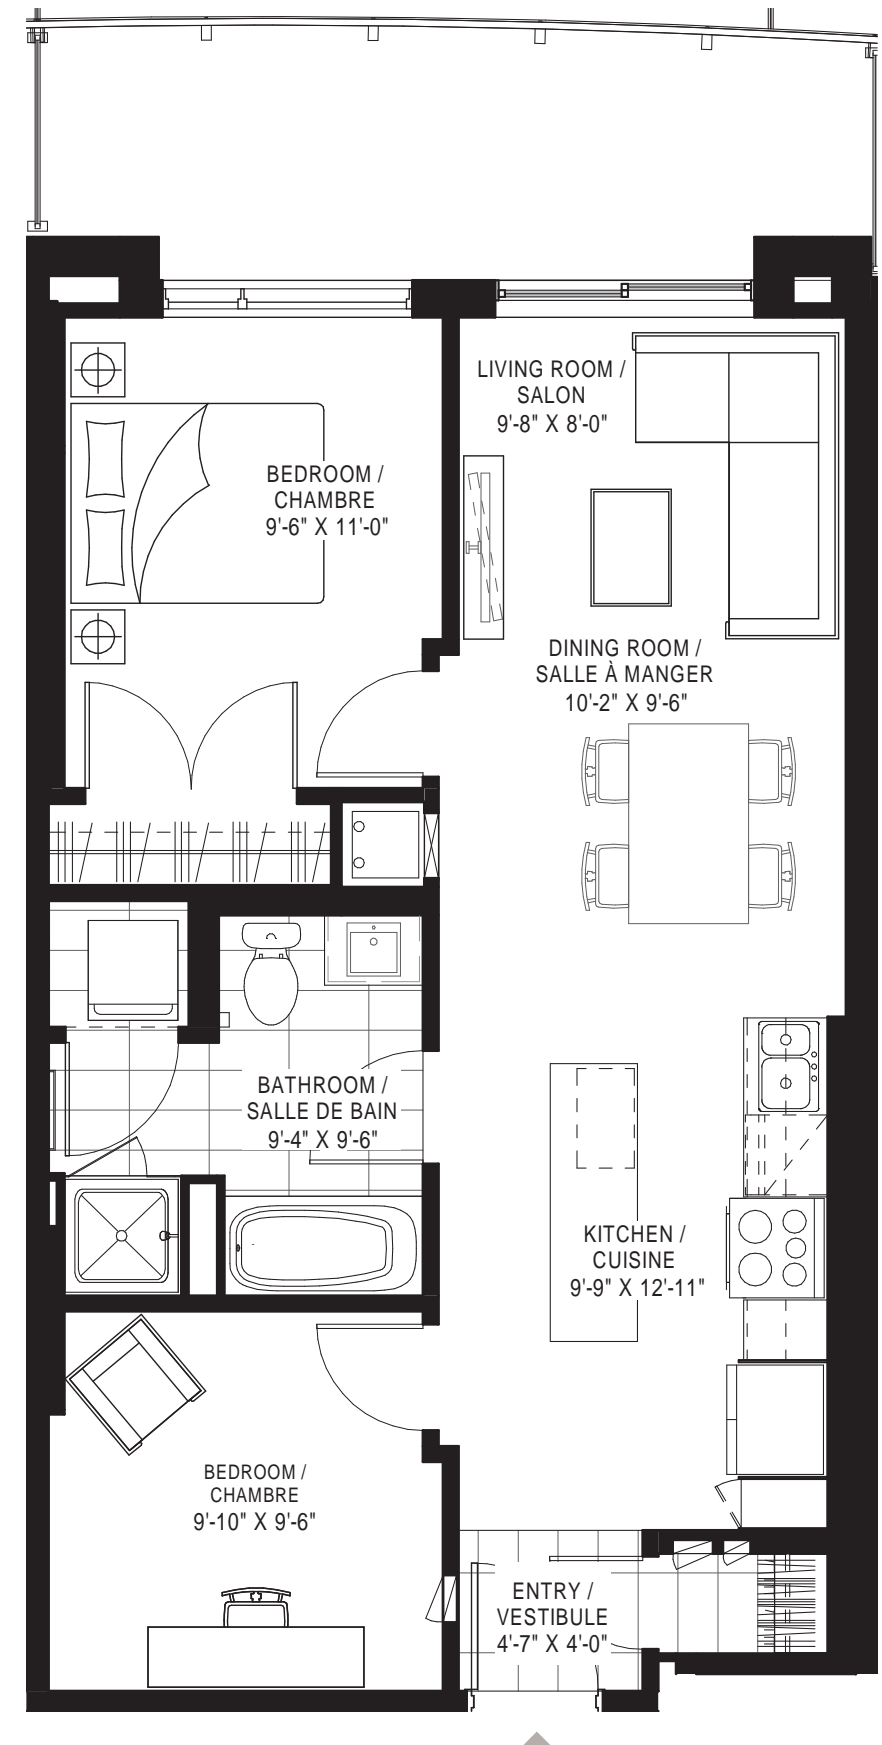 LIVING ROOM /
SALON
9'-8" X 8'-0"
BEDROOM /
CHAMBRE
9'-6" X 11'-0"
DINING ROOM /
SALLE À MANGER
10'-2" X 9'-6"
BATHROOM /
SALLE DE BAIN
9'-4" X 9'-6"
KITCHEN /
CUISINE
9'-9" X 12'-11"
BEDROOM /
CHAMBRE
9'-10" X 9'-6"
ENTRY /
VESTIBULE
4'-7" X 4'-0"